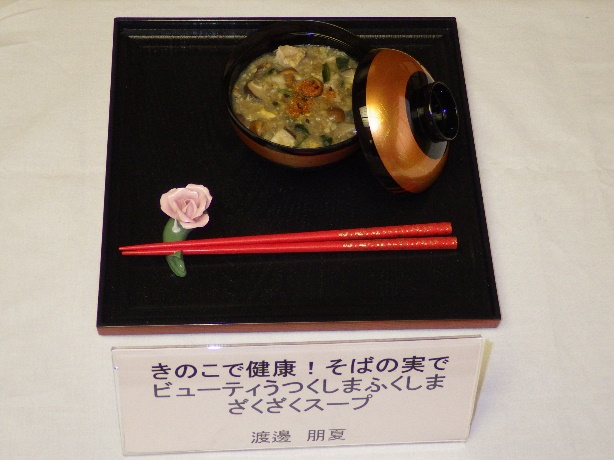 きのこで健康！そばの実で
ビューティうつくしまふくしま
ざくざくスープ
渡邊 朋夏